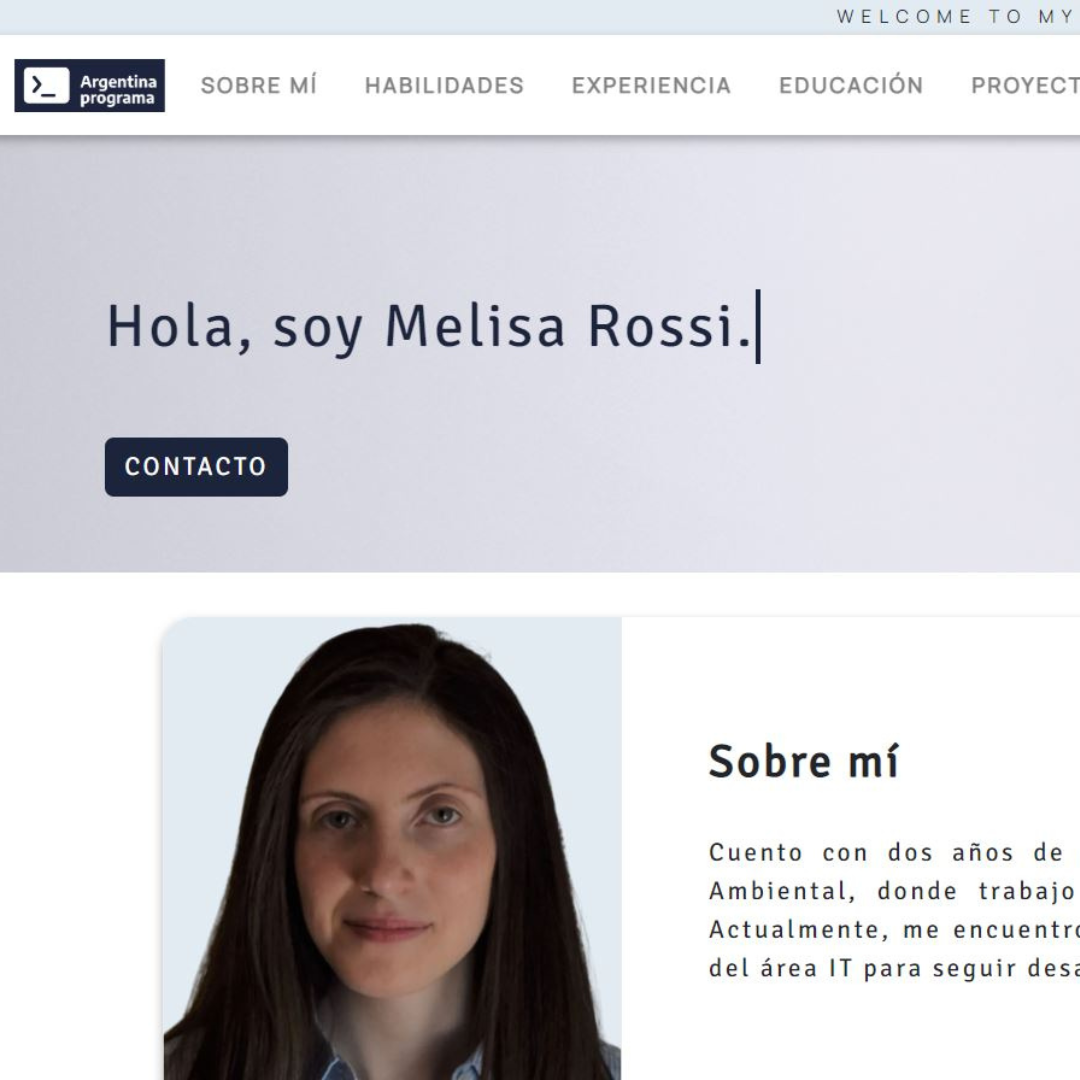 WELCOME TO MY
Argentina
programa
SOBRE MÍ HABILIDADES EXPERIENCIA EDUCACIÓN PROYECT
Hola, soy Melisa Rossi.
CONTACTO
Sobre mí
Cuento con dos años de
Ambiental, donde trabajo
Actualmente, me encuentro
del área IT para seguir desa